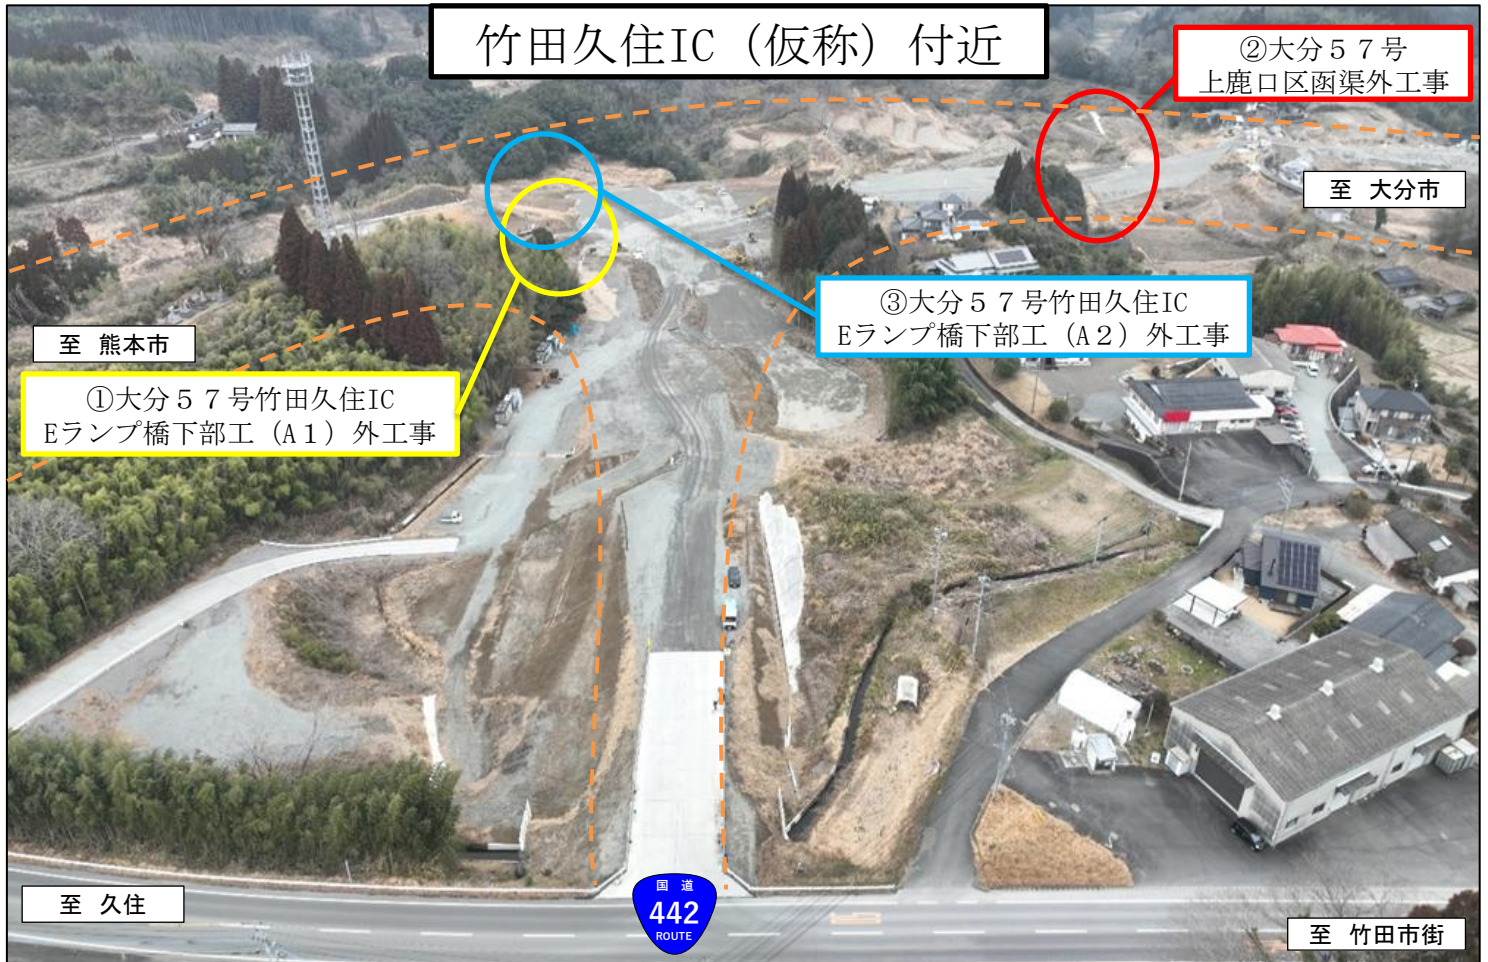 竹田久住IC（仮称）付近
②大分５７号
上鹿口区函渠外工事
至 大分市
③大分５７号竹田久住IC
Eランプ橋下部工（A２）外工事
至 熊本市
①大分５７号竹田久住IC
Eランプ橋下部工（A１）外工事
至 久住
国道
442
ROUTE
至 竹田市街